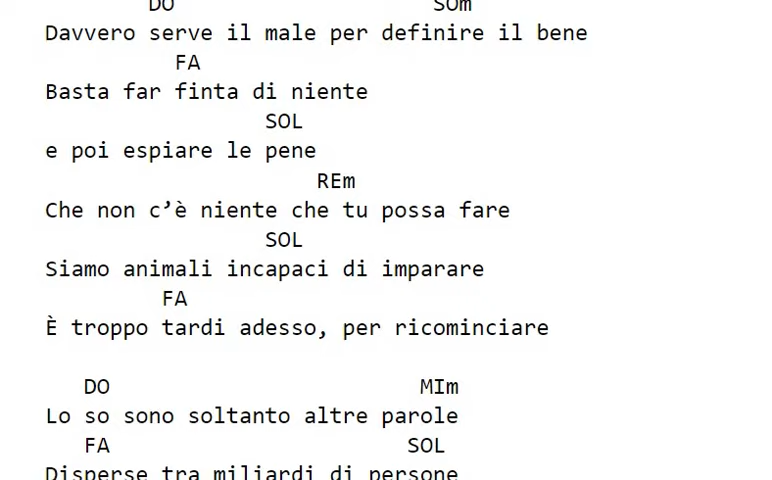 DO SOm
Davvero serve il male per definire il bene
FA
Basta far finta di niente
SOL
e poi espiare le pene
REm
Che non c’è niente che tu possa fare
SOL
Siamo animali incapaci di imparare
FA
È troppo tardi adesso, per ricominciare
DO MIm
Lo so sono soltanto altre parole
FA SOL
Disperse tra miliardi di persone